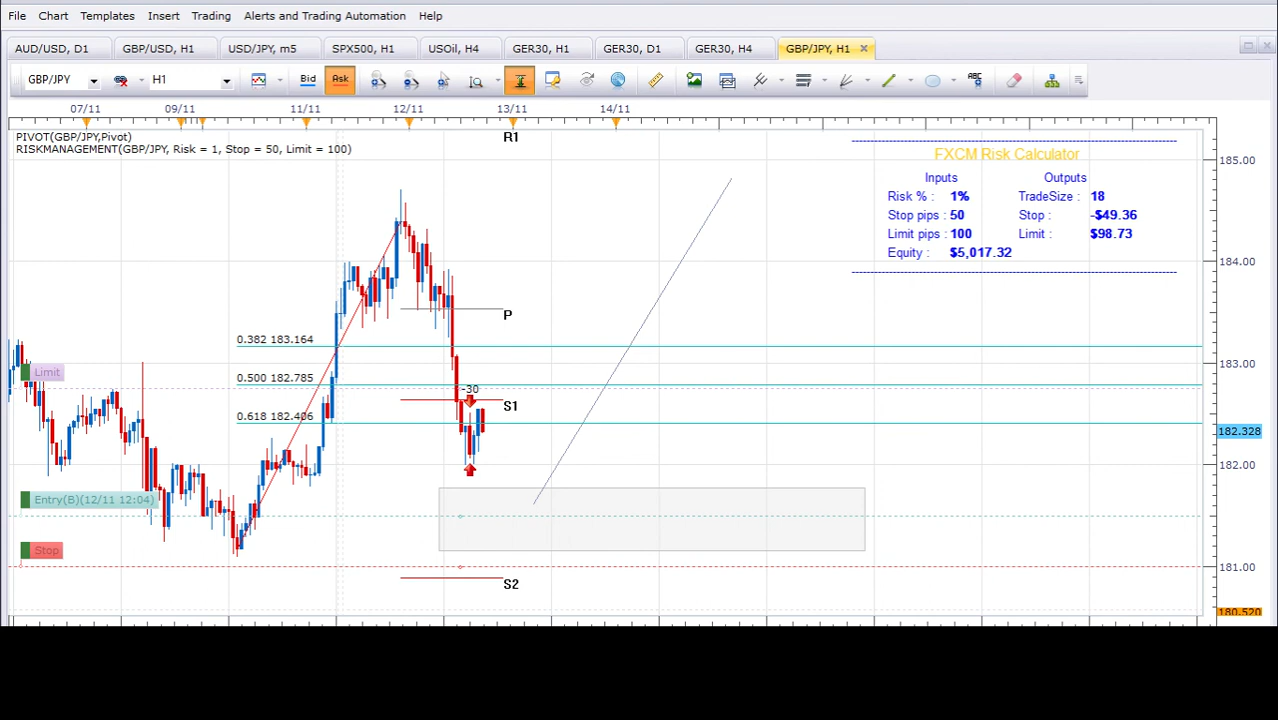 File Chart Templates Insert Trading Alerts and Trading Automation Help
AUD/USD, D1 GBP/USD, H1 USD/JPY, m5 SPX500, H1 USOil, H4 GER30, H1 GER30, D1 GER30, H4 GBP/JPY, H1
GBP/JPY H1 Bid Ask ABC
07/11 09/11 11/11 12/11 13/11 14/11
PIVOT(GBP/JPY,Pivot) R1
RISKMANAGEMENT(GBP/JPY, Risk = 1, Stop = 50, Limit = 100)
FXCM Risk Calculator
185.00
Inputs Outputs
Risk % : 1% TradeSize : 18
Stop pips : 50 Stop : -$49.36
Limit pips : 100 Limit : $98.73
Equity : $5,017.32
184.00
P
0.382 183.164
183.00
Limit
0.500 182.785
-30
S1
0.618 182.406
182.328
182.00
Entry(B)(12/11 12:04)
Stop
181.00
S2
180.520